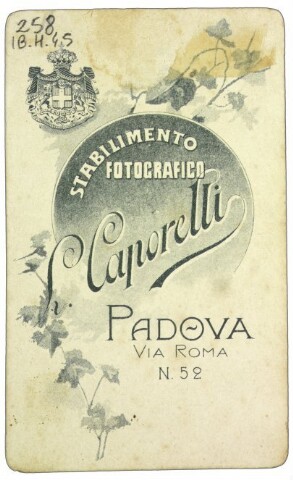 258
18.H.45
STABILIMENTO
FOTOGRAFICO
L. Caporelli
PADOVA
VIA ROMA
N. 52